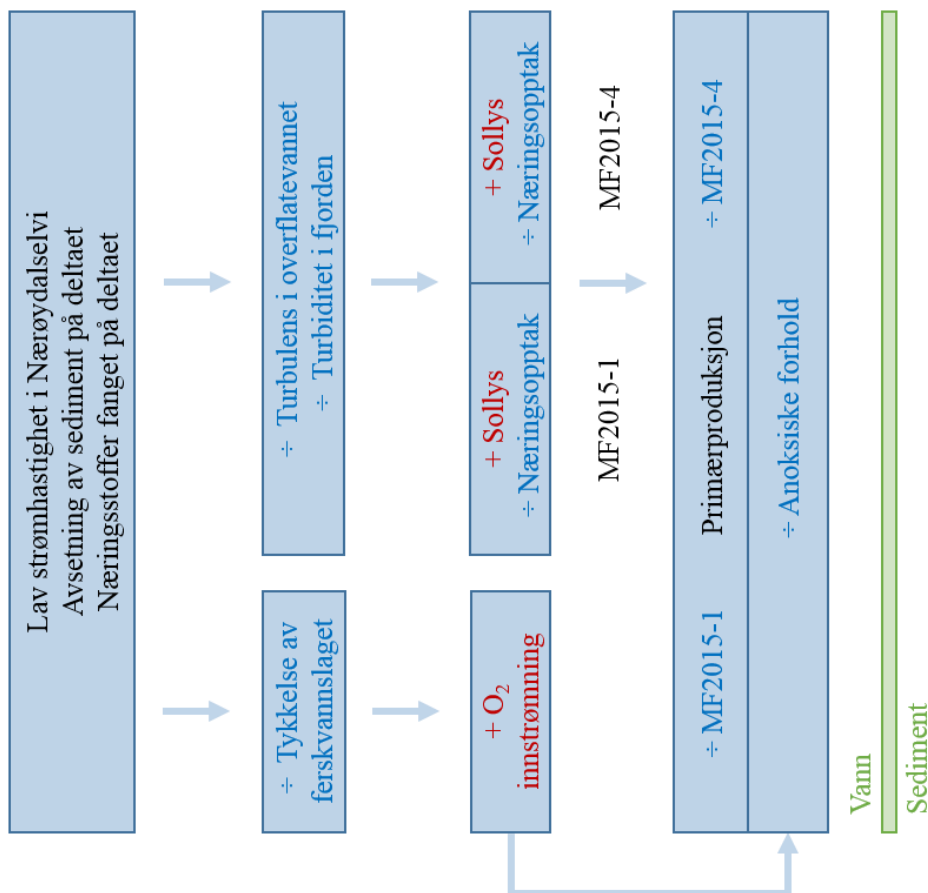 Lav strømhastighet i Nærøydalselvi
Avsetning av sediment på deltaet
Næringsstoffer fanget på deltaet
÷ Tykkelse av
ferskvannslaget
÷ Turbulens i overflatevannet
÷ Turbiditet i fjorden
+ O₂
innstrømning
+ Sollys
÷ Næringsopptak
+ Sollys
÷ Næringsopptak
MF2015-1
MF2015-4
÷ MF2015-1 Primærproduksjon ÷ MF2015-4
÷ Anoksiske forhold
Vann
Sediment